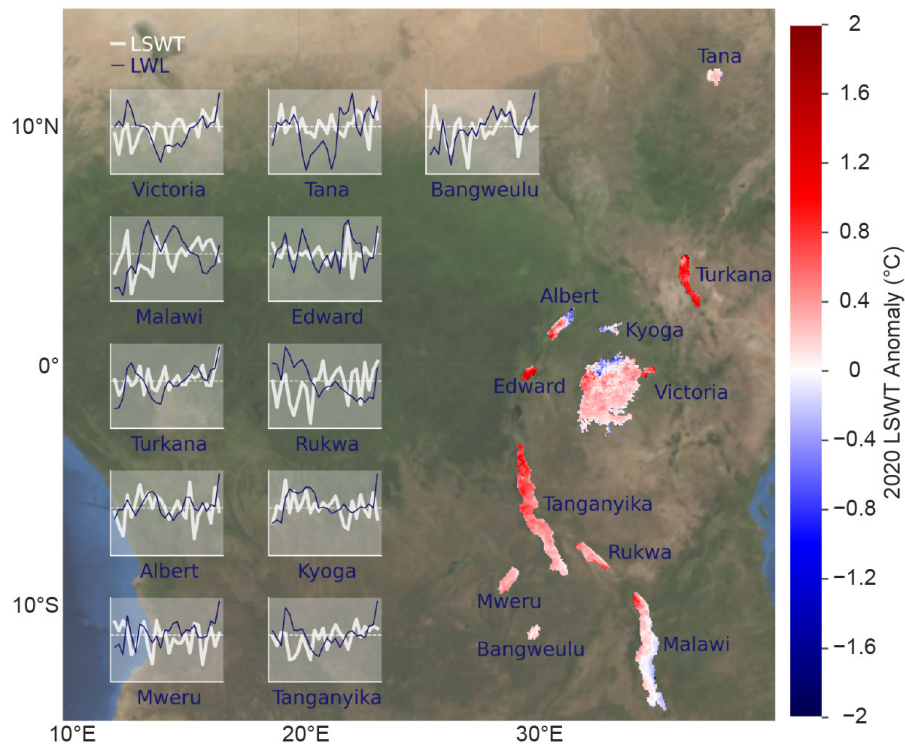 LSWT
LWL
Victoria
Tana
Bangweulu
Malawi
Edward
Turkana
Rukwa
Albert
Kyoga
Mweru
Tanganyika
Tana
Turkana
Albert
Kyoga
Edward
Victoria
Tanganyika
Rukwa
Mweru
Bangweulu
Malawi
10°N
0°
10°S
10°E
20°E
30°E
2
1.6
1.2
0.8
0.4
0
−0.4
−0.8
−1.2
−1.6
−2
2020 LSWT Anomaly (°C)